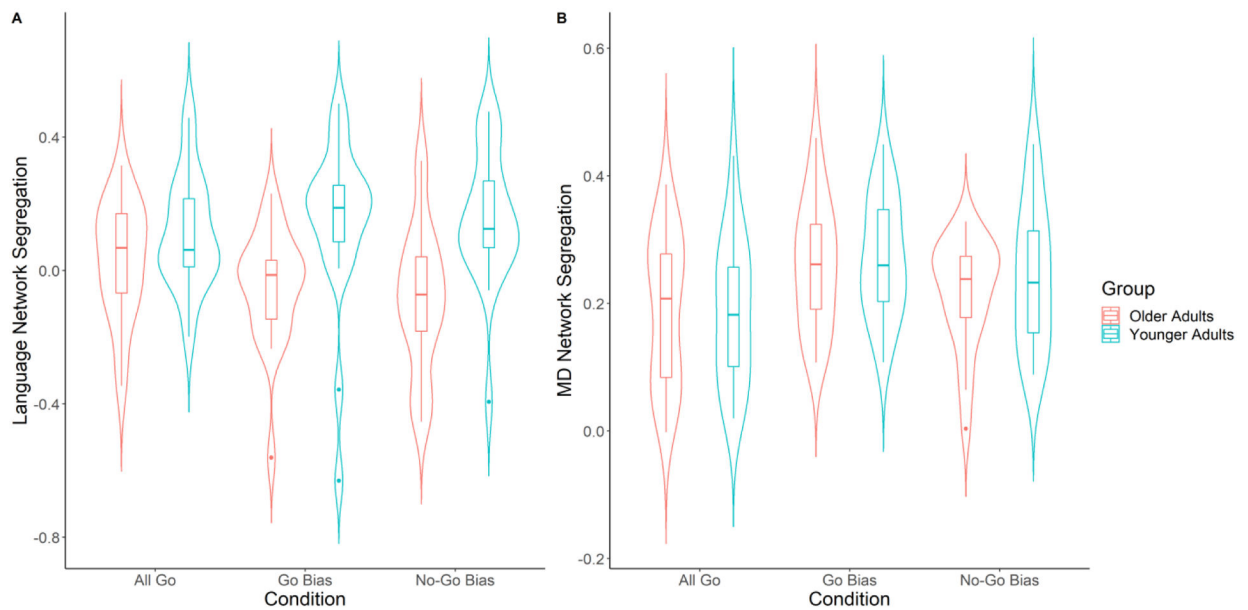 A
Language Network Segregation
0.4
0.0
-0.4
-0.8
All Go
Go Bias
No-Go Bias
Condition
B
MD Network Segregation
0.6
0.4
0.2
0.0
-0.2
All Go
Go Bias
No-Go Bias
Condition
Group
Older Adults
Younger Adults